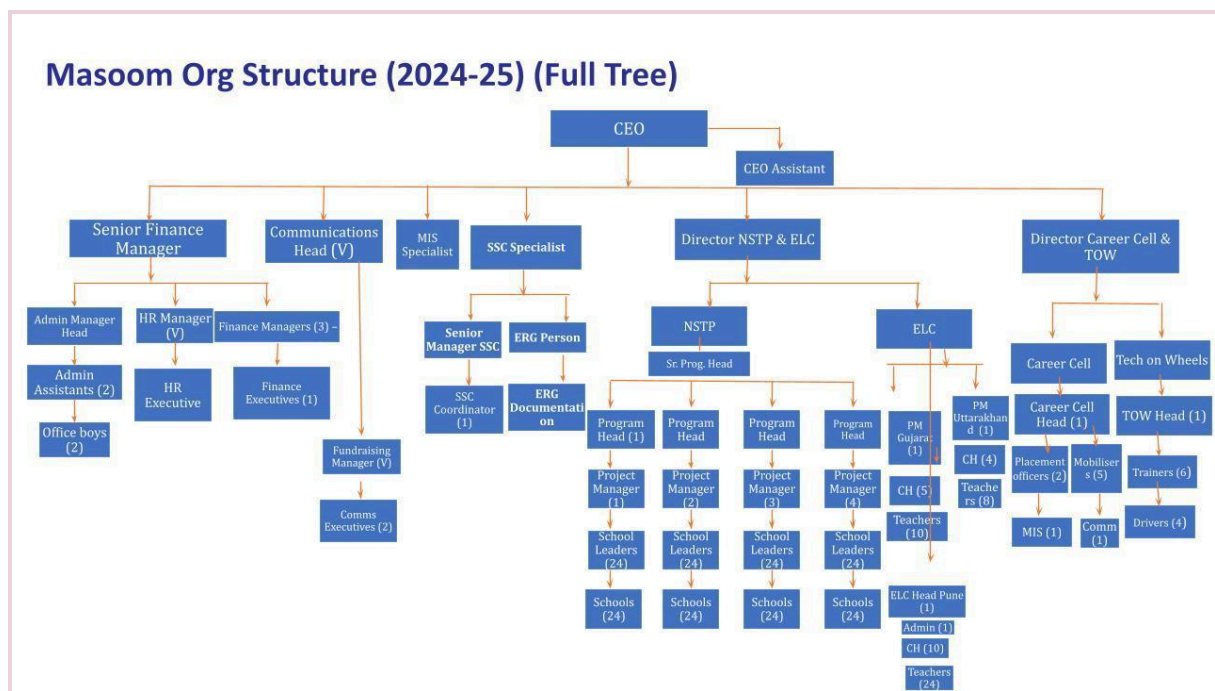 Masoom Org Structure (2024-25) (Full Tree)
CEO
CEO Assistant
Senior Finance
Manager
Communications
Head (V)
MIS
Specialist
SSC Specialist
Director NSTP & ELC
Director Career Cell &
TOW
Admin Manager
Head
HR Manager
(V)
Finance Managers (3) –
Admin
Assistants (2)
HR
Executive
Finance
Executives (1)
Office boys
(2)
Fundraising
Manager (V)
Comms
Executives (2)
Senior
Manager SSC
ERG Person
SSC
Coordinator
(1)
ERG
Documentati
on
NSTP
Sr. Prog. Head
Program
Head (1)
Program
Head
Program
Head
Program
Head
Project
Manager
(1)
Project
Manager
(2)
Project
Manager
(3)
Project
Manager
(4)
School
Leaders
(24)
School
Leaders
(24)
School
Leaders
(24)
School
Leaders
(24)
Schools
(24)
Schools
(24)
Schools
(24)
Schools
(24)
ELC
PM
Gujarat
(1)
CH (5)
Teachers
(10)
PM
Uttarakhan
d (1)
CH (4)
Teache
rs (8)
ELC Head Pune
(1)
Admin (1)
CH (10)
Teachers
(24)
Career Cell
Career Cell
Head (1)
Placement
officers (2)
Mobiliser
s (5)
MIS (1)
Comm
(1)
Tech on Wheels
TOW Head (1)
Trainers (6)
Drivers (4)